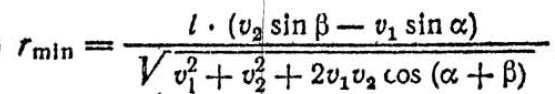 r_min = l · (v₂ sin β — v₁ sin α) / √(v₁² + v₂² + 2v₁v₂ cos (α + β))